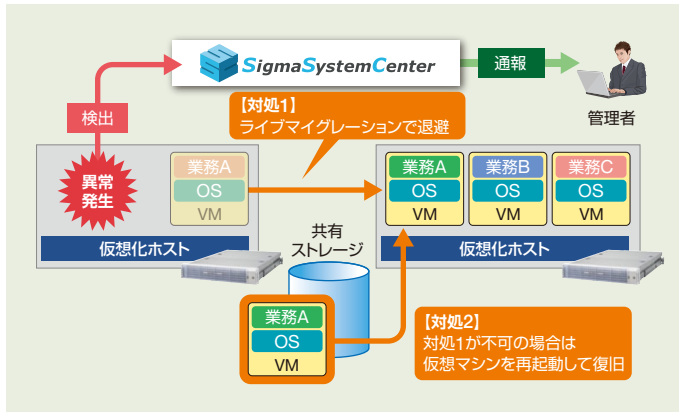 SigmaSystemCenter
通報
管理者
検出
【対処1】
ライブマイグレーションで退避
異常
発生
業務A
OS
VM
仮想化ホスト
業務A
OS
VM
業務B
OS
VM
業務C
OS
VM
仮想化ホスト
共有
ストレージ
業務A
OS
VM
【対処2】
対処1が不可の場合は
仮想マシンを再起動して復旧